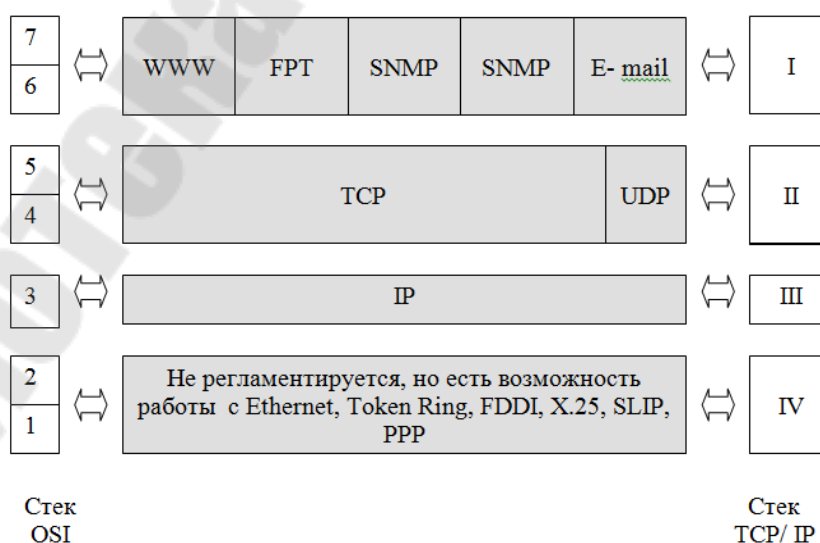 7
6
WWW FPT SNMP SNMP E- mail
I
5
4
TCP UDP
II
3
IP
III
2
1
Не регламентируется, но есть возможность
работы с Ethernet, Token Ring, FDDI, X.25, SLIP,
PPP
IV
Стек
OSI
Стек
TCP/ IP